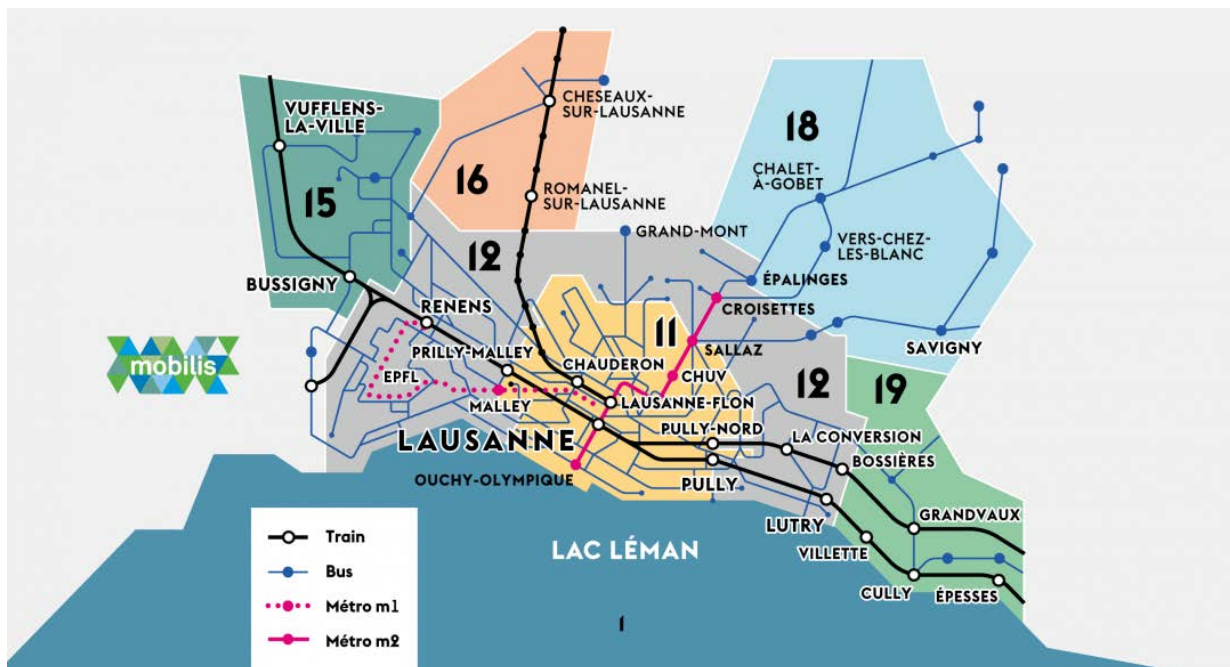 VUFFLENS-
LA-VILLE
CHESEAUX-
SUR-LAUSANNE
18
15
16
CHALET-
À-GOBET
ROMANEL-
SUR-LAUSANNE
GRAND-MONT
12
VERS-CHEZ-
LES-BLANC
BUSSIGNY
ÉPALINGES
RENENS
CROISETTES
11
PRILLY-MALLEY
SALLAZ
SAVIGNY
mobilis
EPFL
CHAUDERON
CHUV
12
19
MALLEY
LAUSANNE-FLON
LAUSANNE
PULLY-NORD
LA CONVERSION
BOSSIÈRES
OUCHY-OLYMPIQUE
PULLY
GRANDVAUX
LUTRY
VILLETTE
LAC LÉMAN
CULLY
ÉPESSES
Train
Bus
Métro m1
Métro m2
1